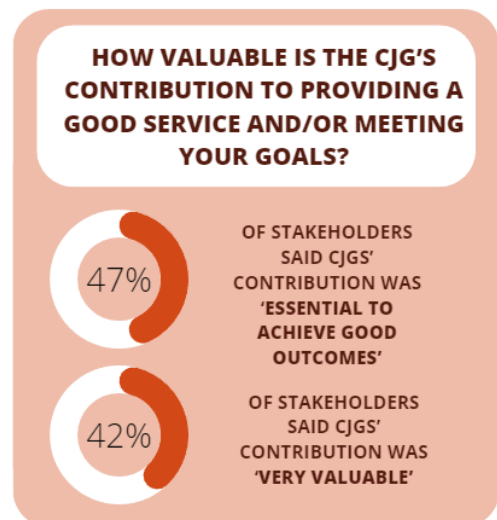 HOW VALUABLE IS THE CJG'S
CONTRIBUTION TO PROVIDING A
GOOD SERVICE AND/OR MEETING
YOUR GOALS?
47%
OF STAKEHOLDERS
SAID CJGS'
CONTRIBUTION WAS
'ESSENTIAL TO
ACHIEVE GOOD
OUTCOMES'
42%
OF STAKEHOLDERS
SAID CJGS'
CONTRIBUTION WAS
'VERY VALUABLE'